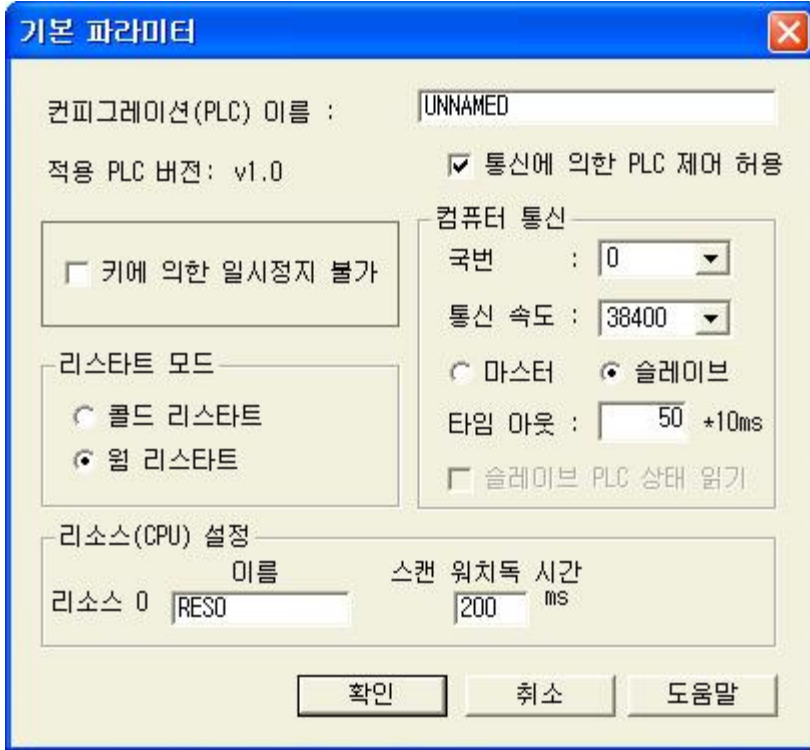 기본 파라미터
컨피그레이션(PLC) 이름 : UNNAMED
적용 PLC 버전: v1.0
통신에 의한 PLC 제어 허용
키에 의한 일시정지 불가
리스타트 모드
콜드 리스타트
웜 리스타트
컴퓨터 통신
국번 : 0
통신 속도 : 38400
마스터 슬레이브
타임 아웃 : 50 *10ms
슬레이브 PLC 상태 읽기
리소스(CPU) 설정
이름 스캔 워치독 시간
리소스 0 RES0 200 ms
확인 취소 도움말